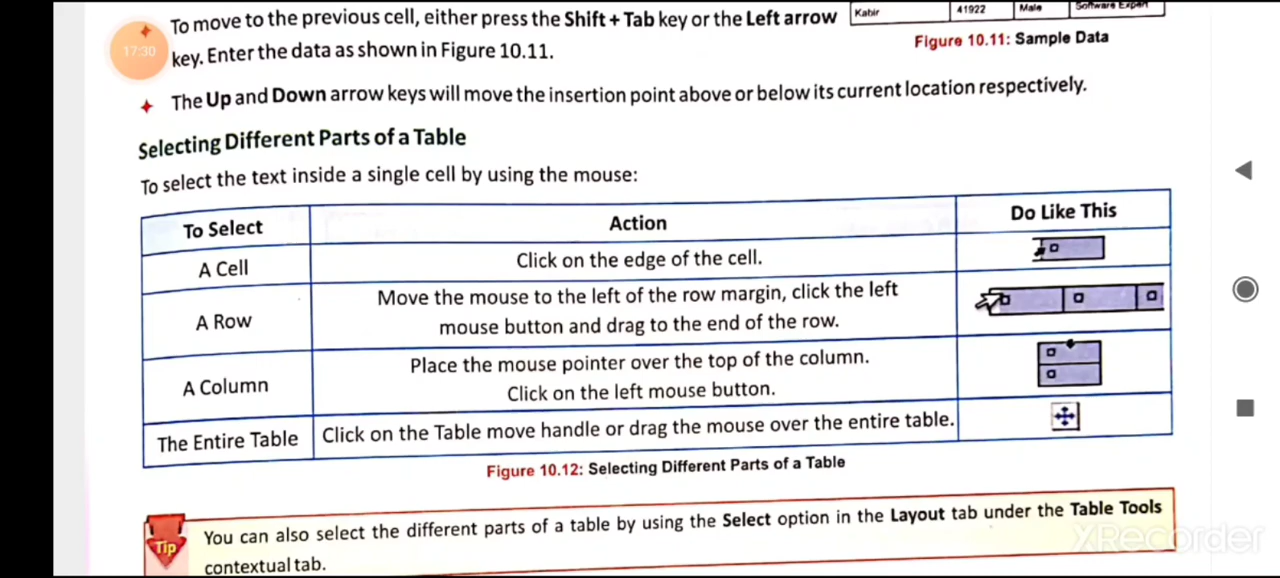 To move to the previous cell, either press the Shift + Tab key or the Left arrow
key. Enter the data as shown in Figure 10.11.
Kabir 41922 Male Software Expert
Figure 10.11: Sample Data
17:30
The Up and Down arrow keys will move the insertion point above or below its current location respectively.
Selecting Different Parts of a Table
To select the text inside a single cell by using the mouse:
To Select Action Do Like This
A Cell Click on the edge of the cell.
A Row Move the mouse to the left of the row margin, click the left
mouse button and drag to the end of the row.
A Column Place the mouse pointer over the top of the column.
Click on the left mouse button.
The Entire Table Click on the Table move handle or drag the mouse over the entire table.
Figure 10.12: Selecting Different Parts of a Table
Tip
You can also select the different parts of a table by using the Select option in the Layout tab under the Table Tools
contextual tab.
XRecorder